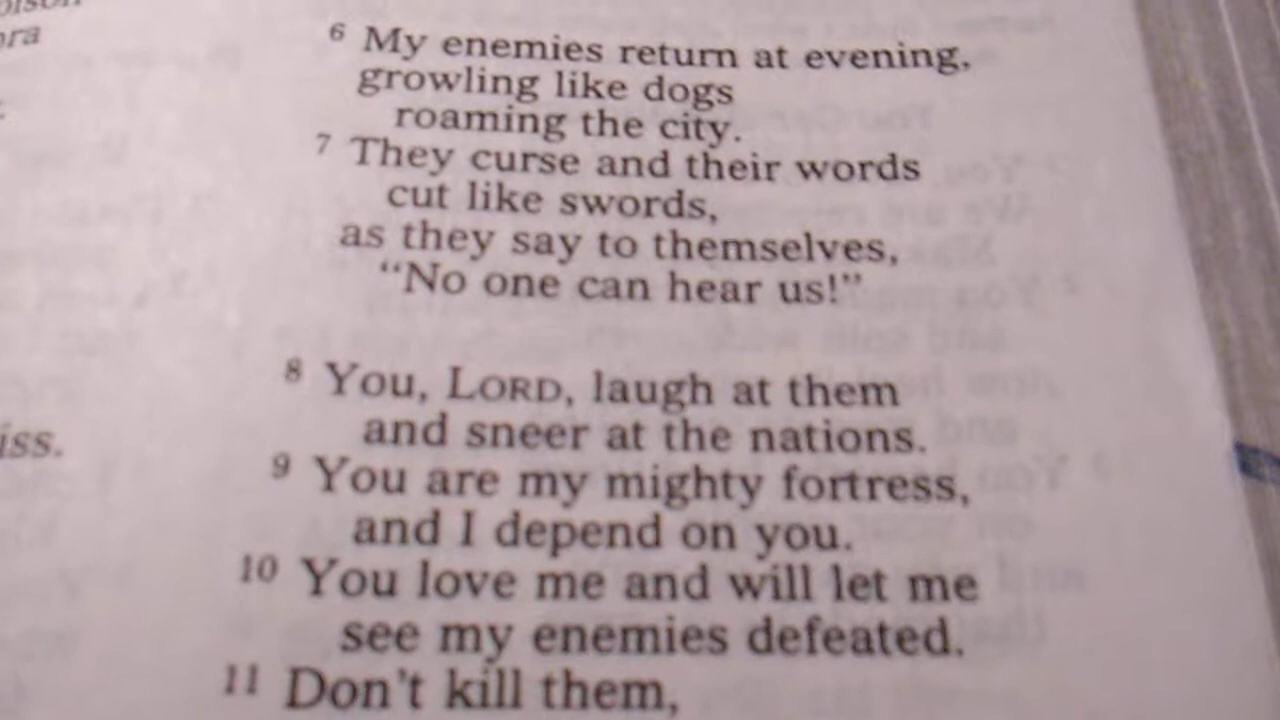 ora
6 My enemies return at evening,
growling like dogs
roaming the city.
7 They curse and their words
cut like swords,
as they say to themselves,
"No one can hear us!"
8 You, LORD, laugh at them
and sneer at the nations.
iss.
9 You are my mighty fortress,
and I depend on you.
10 You love me and will let me
see my enemies defeated.
11 Don't kill them,